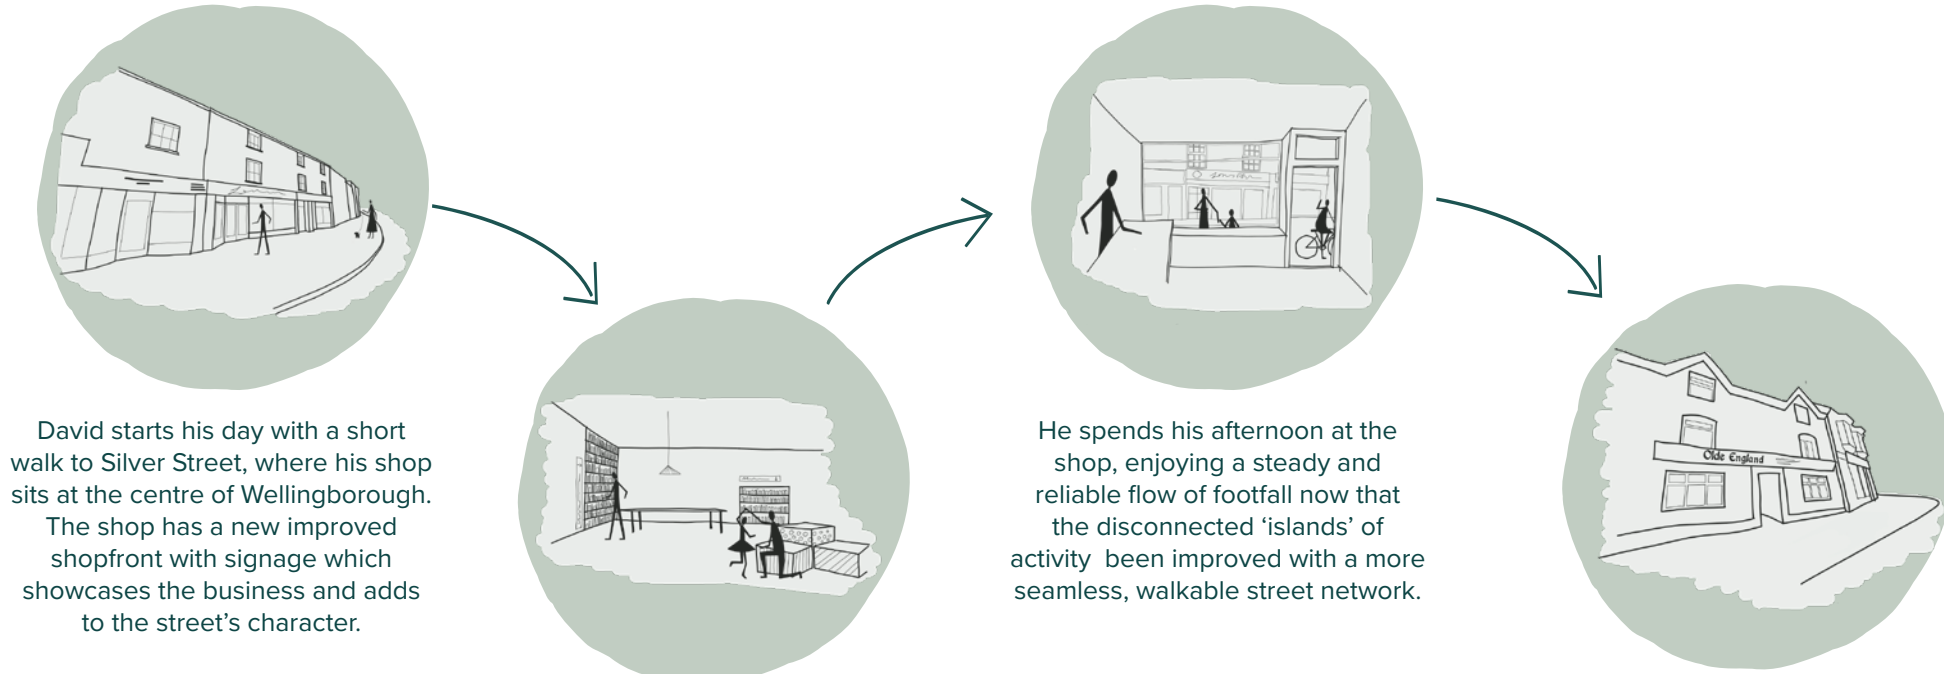 David starts his day with a short
walk to Silver Street, where his shop
sits at the centre of Wellingborough.
The shop has a new improved
shopfront with signage which
showcases the business and adds
to the street’s character.
He spends his afternoon at the
shop, enjoying a steady and
reliable flow of footfall now that
the disconnected ‘islands’ of
activity  been improved with a more
seamless, walkable street network.
Olde England